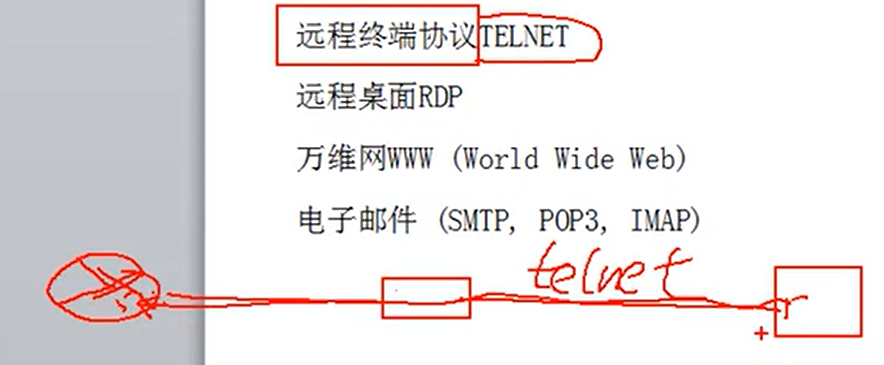 远程终端协议TELNET
远程桌面RDP
万维网WWW (World Wide Web)
电子邮件 (SMTP, POP3, IMAP)
telnet